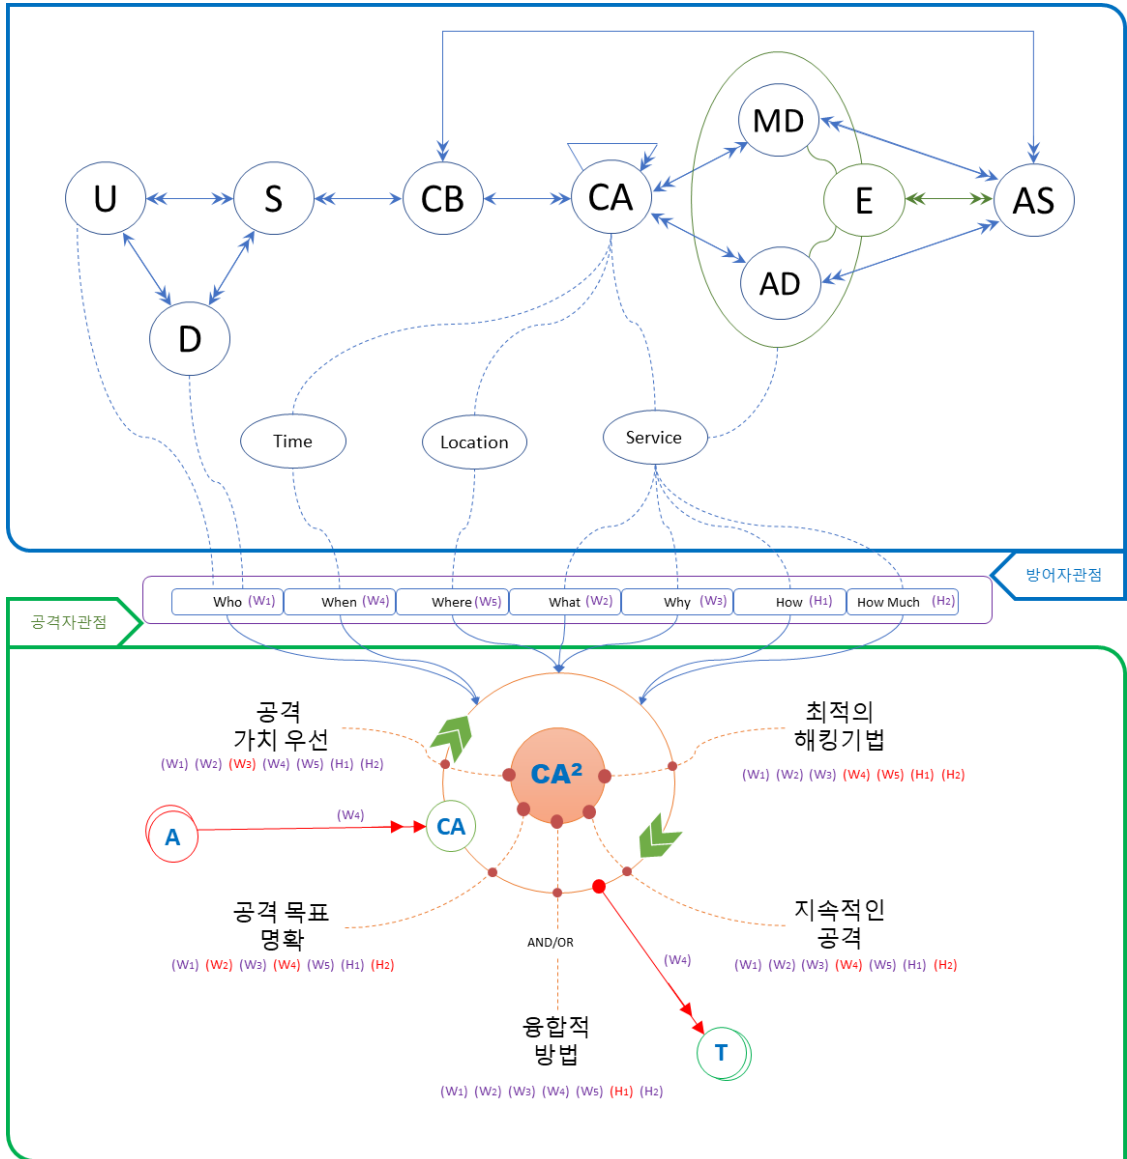 MD
U
S
CB
CA
E
AS
AD
D
Time
Location
Service
방어자관점
Who (W1)
When (W4)
Where (W5)
What (W2)
Why (W3)
How (H1)
How Much (H2)
공격자관점
공격
가치 우선
(W1) (W2) (W3) (W4) (W5) (H1) (H2)
최적의
해킹기법
(W1) (W2) (W3) (W4) (W5) (H1) (H2)
CA²
A
(W4)
CA
공격 목표
명확
(W1) (W2) (W3) (W4) (W5) (H1) (H2)
AND/OR
지속적인
공격
(W1) (W2) (W3) (W4) (W5) (H1) (H2)
(W4)
융합적
방법
(W1) (W2) (W3) (W4) (W5) (H1) (H2)
T